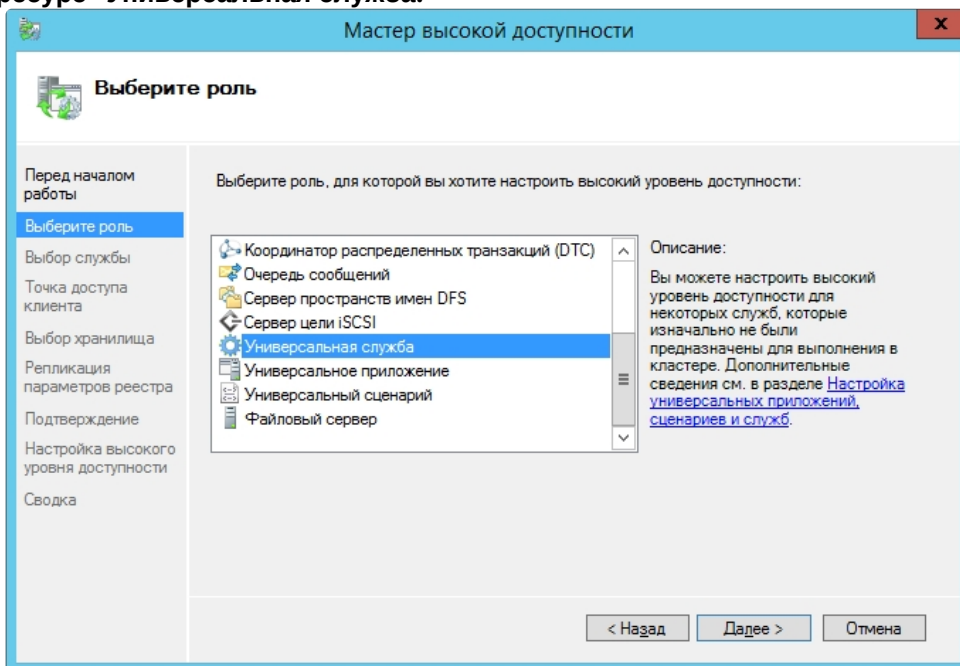 ресурс "Универсальная служба.
Мастер высокой доступности
x
Выберите роль
Перед началом
работы
Выберите роль
Выбор службы
Точка доступа
клиента
Выбор хранилища
Репликация
параметров реестра
Подтверждение
Настройка высокого
уровня доступности
Сводка
Выберите роль, для которой вы хотите настроить высокий уровень доступности:
Координатор распределенных транзакций (DTC)
Очередь сообщений
Сервер пространств имен DFS
Сервер цели iSCSI
Универсальная служба
Универсальное приложение
Универсальный сценарий
Файловый сервер
Описание:
Вы можете настроить высокий
уровень доступности для
некоторых служб, которые
изначально не были
предназначены для выполнения в
кластере. Дополнительные
сведения см. в разделе Настройка
универсальных приложений,
сценариев и служб.
< Назад
Далее >
Отмена